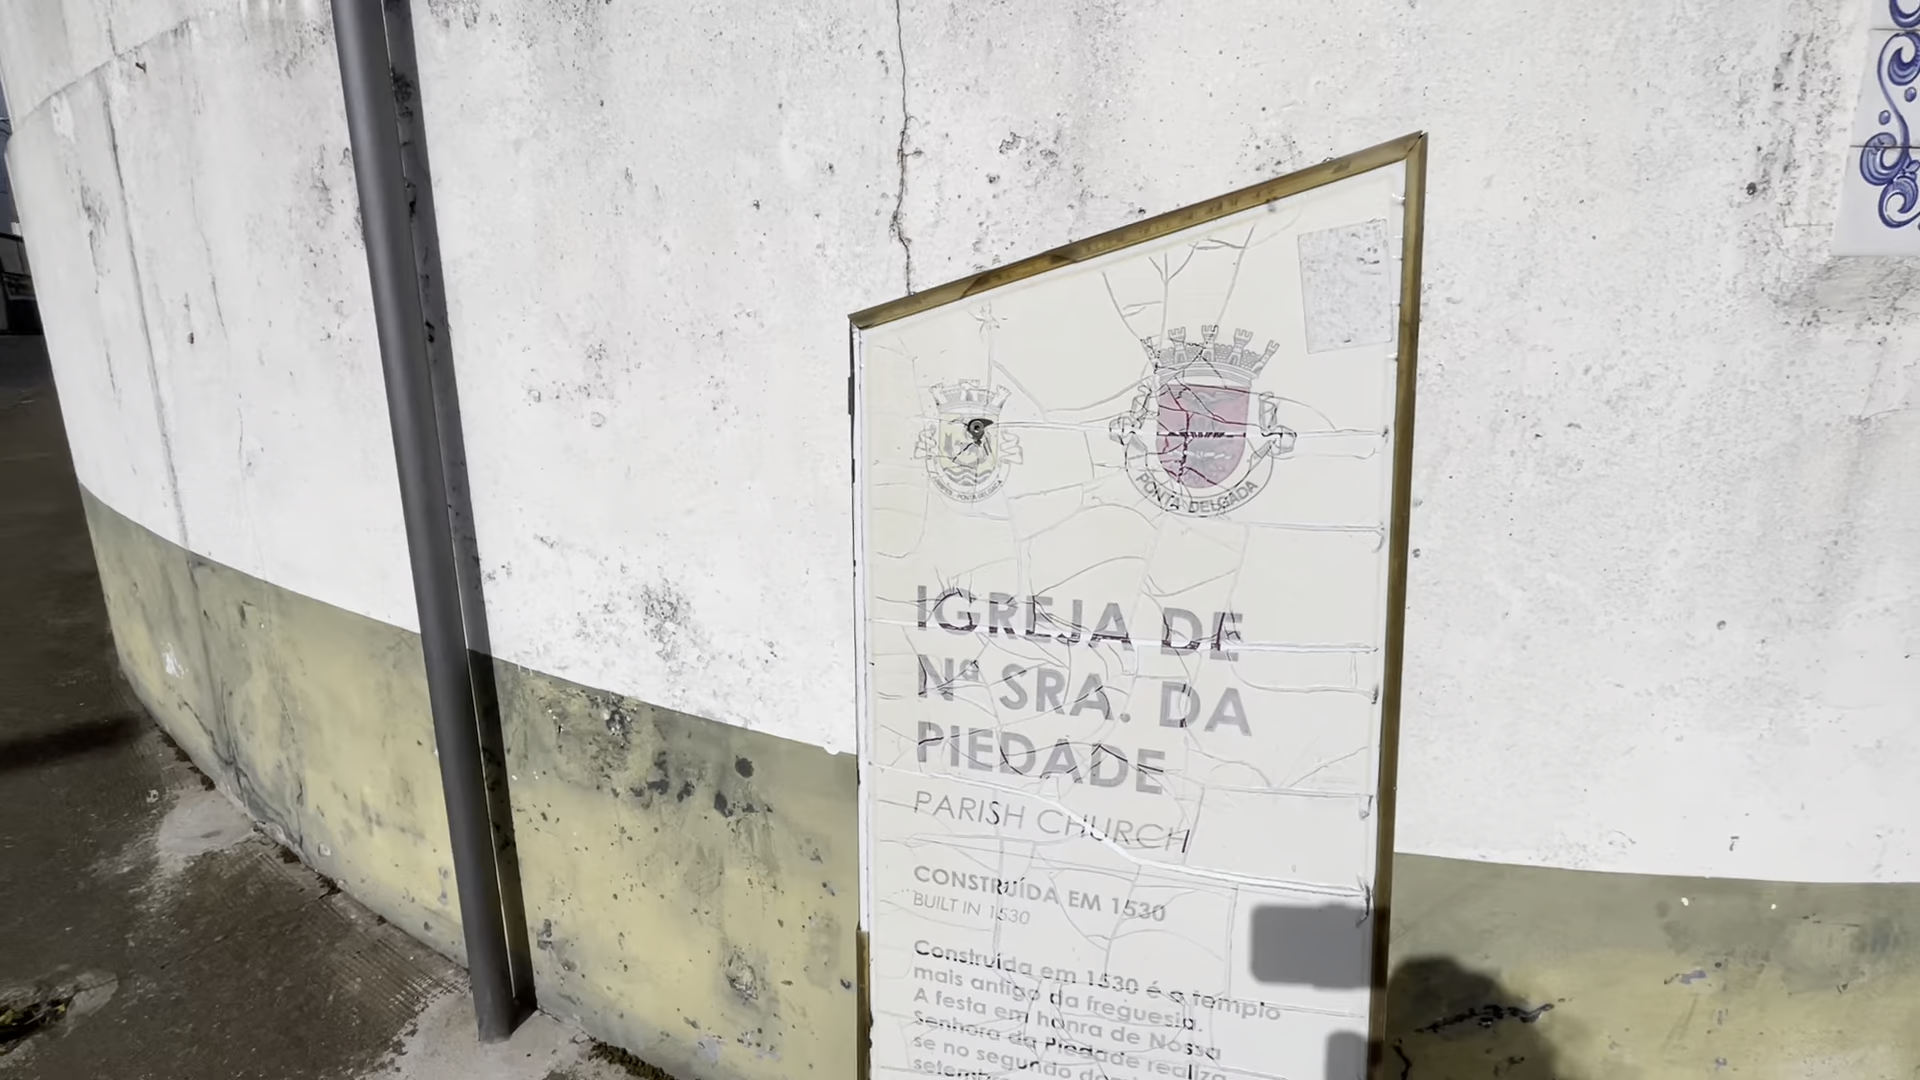 PONTA DELGADA
IGREJA DE
Nª SRA. DA
PIEDADE
PARISH CHURCH
CONSTRUÍDA EM 1530
BUILT IN 1530
Construída em 1530 é o templo
mais antigo da freguesia.
A festa em honra de Nossa
Senhora da Piedade realiza
se no segundo
setembro